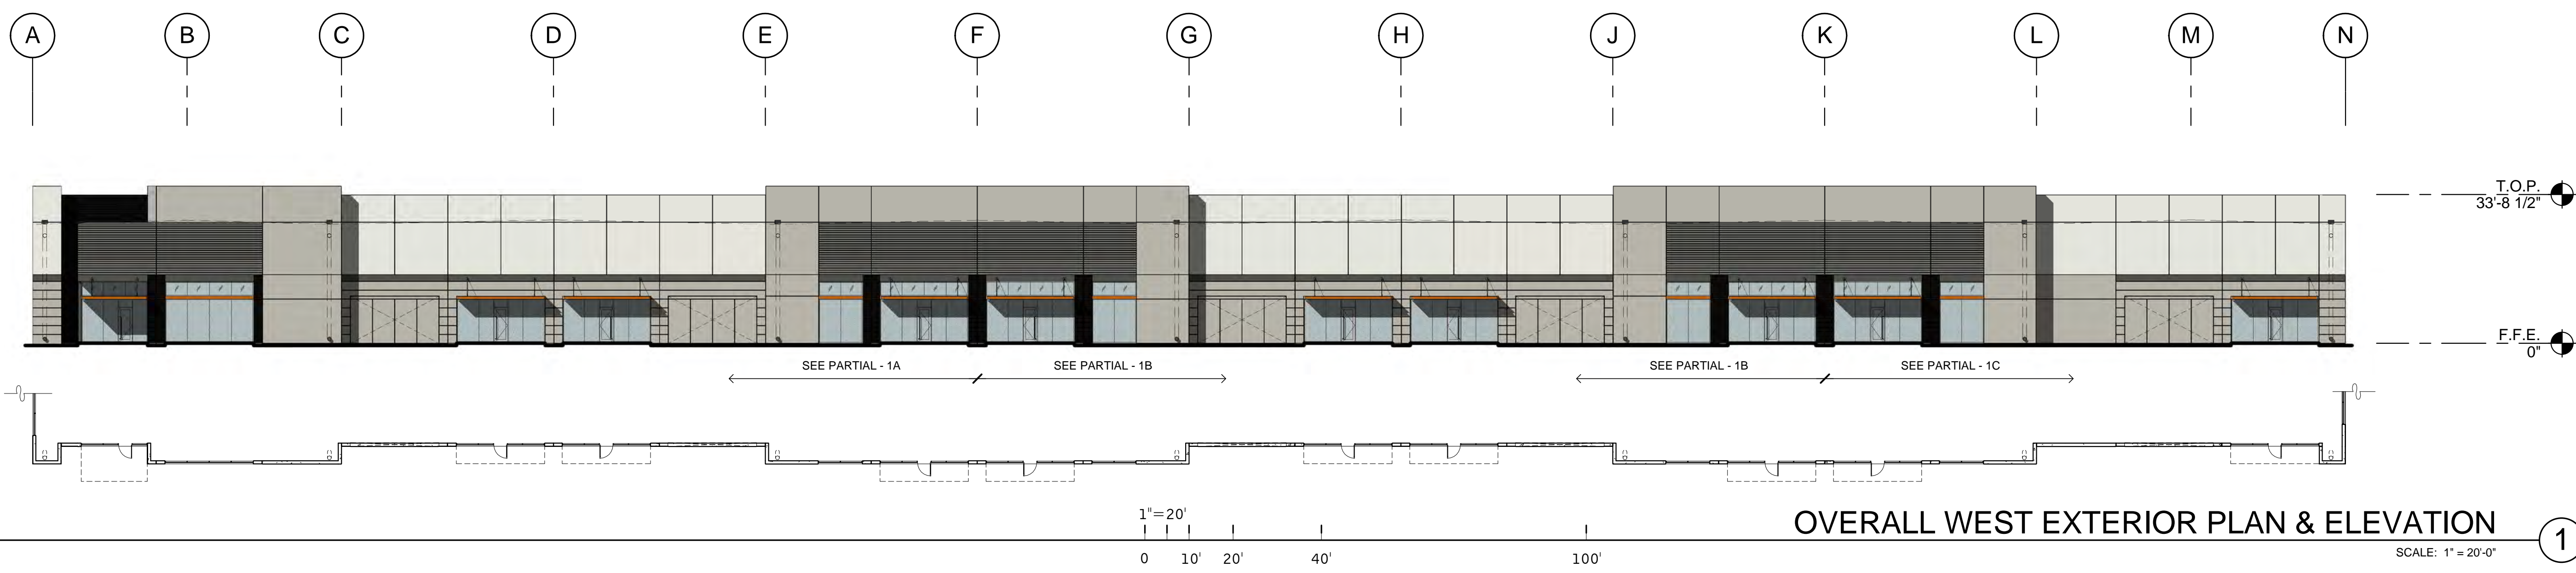 A B C D E F G H J K L M N
T.O.P.
33'-8 1/2"
F.F.E.
0"
SEE PARTIAL - 1A SEE PARTIAL - 1B SEE PARTIAL - 1B SEE PARTIAL - 1C
1"=20'
0 10' 20' 40' 100'
OVERALL WEST EXTERIOR PLAN & ELEVATION
1
SCALE: 1" = 20'-0"